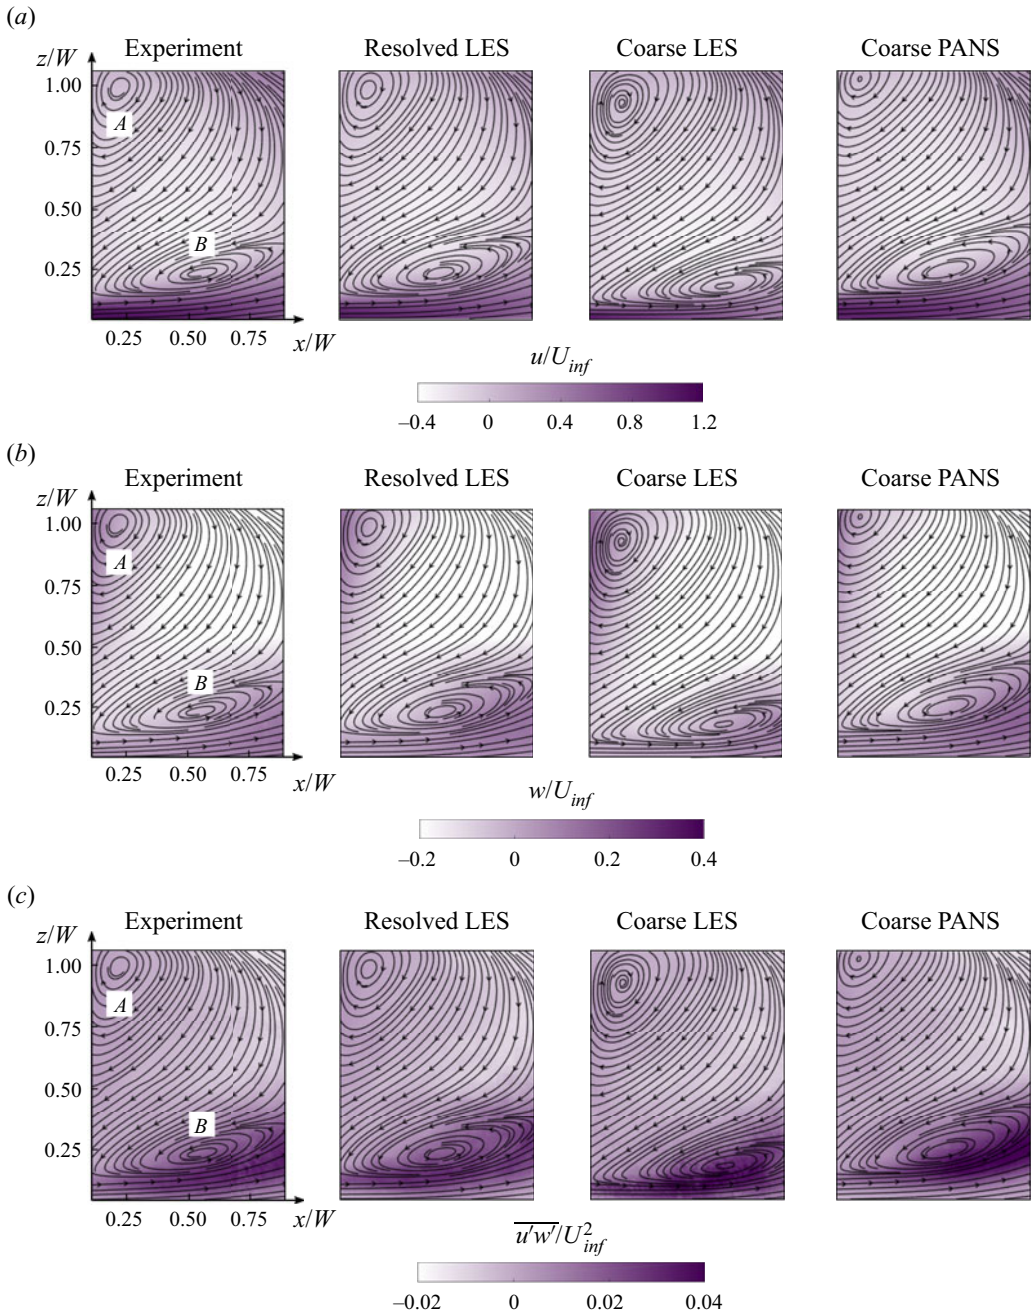 (a)
Experiment Resolved LES Coarse LES Coarse PANS
z/W
1.00
A
0.75
0.50
B
0.25
0.25 0.50 0.75
x/W
u/U_inf
–0.4 0 0.4 0.8 1.2
(b)
Experiment Resolved LES Coarse LES Coarse PANS
z/W
1.00
A
0.75
0.50
B
0.25
0.25 0.50 0.75
x/W
w/U_inf
–0.2 0 0.2 0.4
(c)
Experiment Resolved LES Coarse LES Coarse PANS
z/W
1.00
A
0.75
0.50
B
0.25
0.25 0.50 0.75
x/W
u′w′/U²_inf
–0.02 0 0.02 0.04